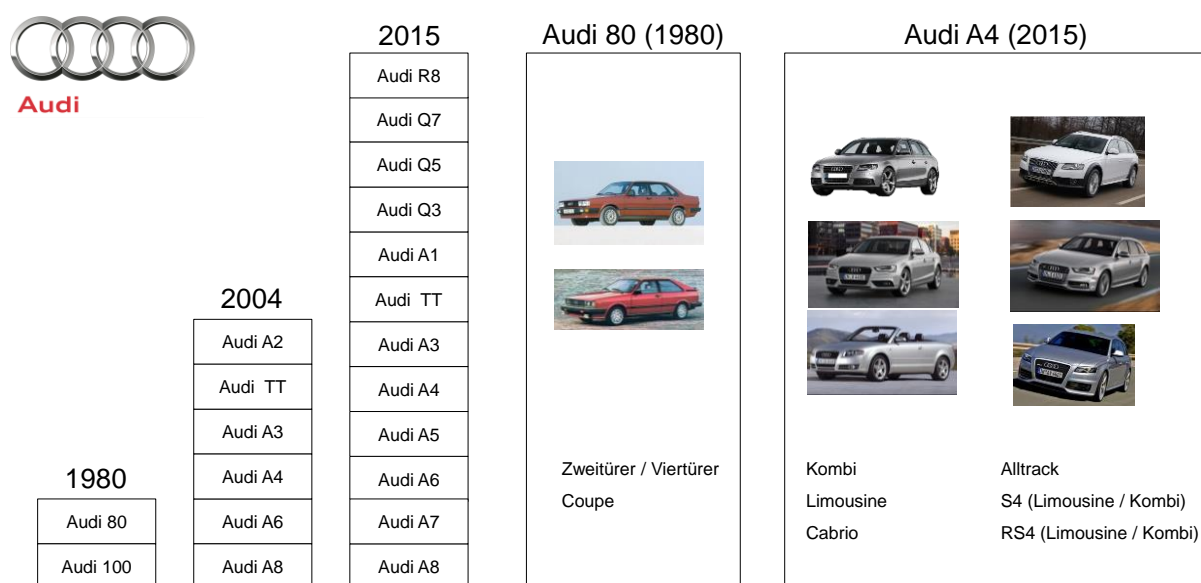 Audi
1980
Audi 80
Audi 100
2004
Audi A2
Audi TT
Audi A3
Audi A4
Audi A6
Audi A8
2015
Audi R8
Audi Q7
Audi Q5
Audi Q3
Audi A1
Audi TT
Audi A3
Audi A4
Audi A5
Audi A6
Audi A7
Audi A8
Audi 80 (1980)
Zweitürer / Viertürer
Coupe
Audi A4 (2015)
Kombi
Limousine
Cabrio
Alltrack
S4 (Limousine / Kombi)
RS4 (Limousine / Kombi)